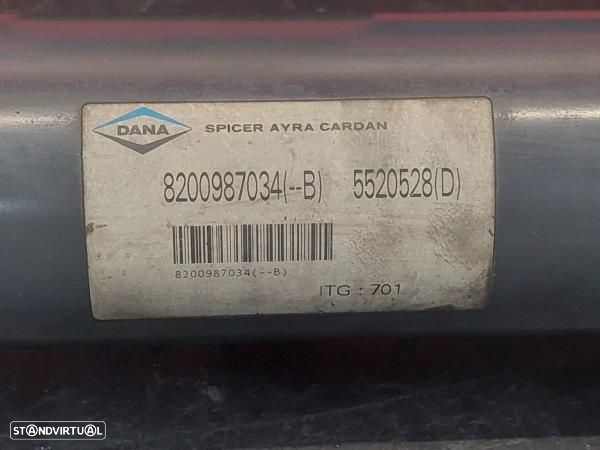 DANA SPICER AYRA CARDAN
8200987034(--B) 5520528(D)
8200987034(--B)
ITG : 701
STANDVIRTUAL